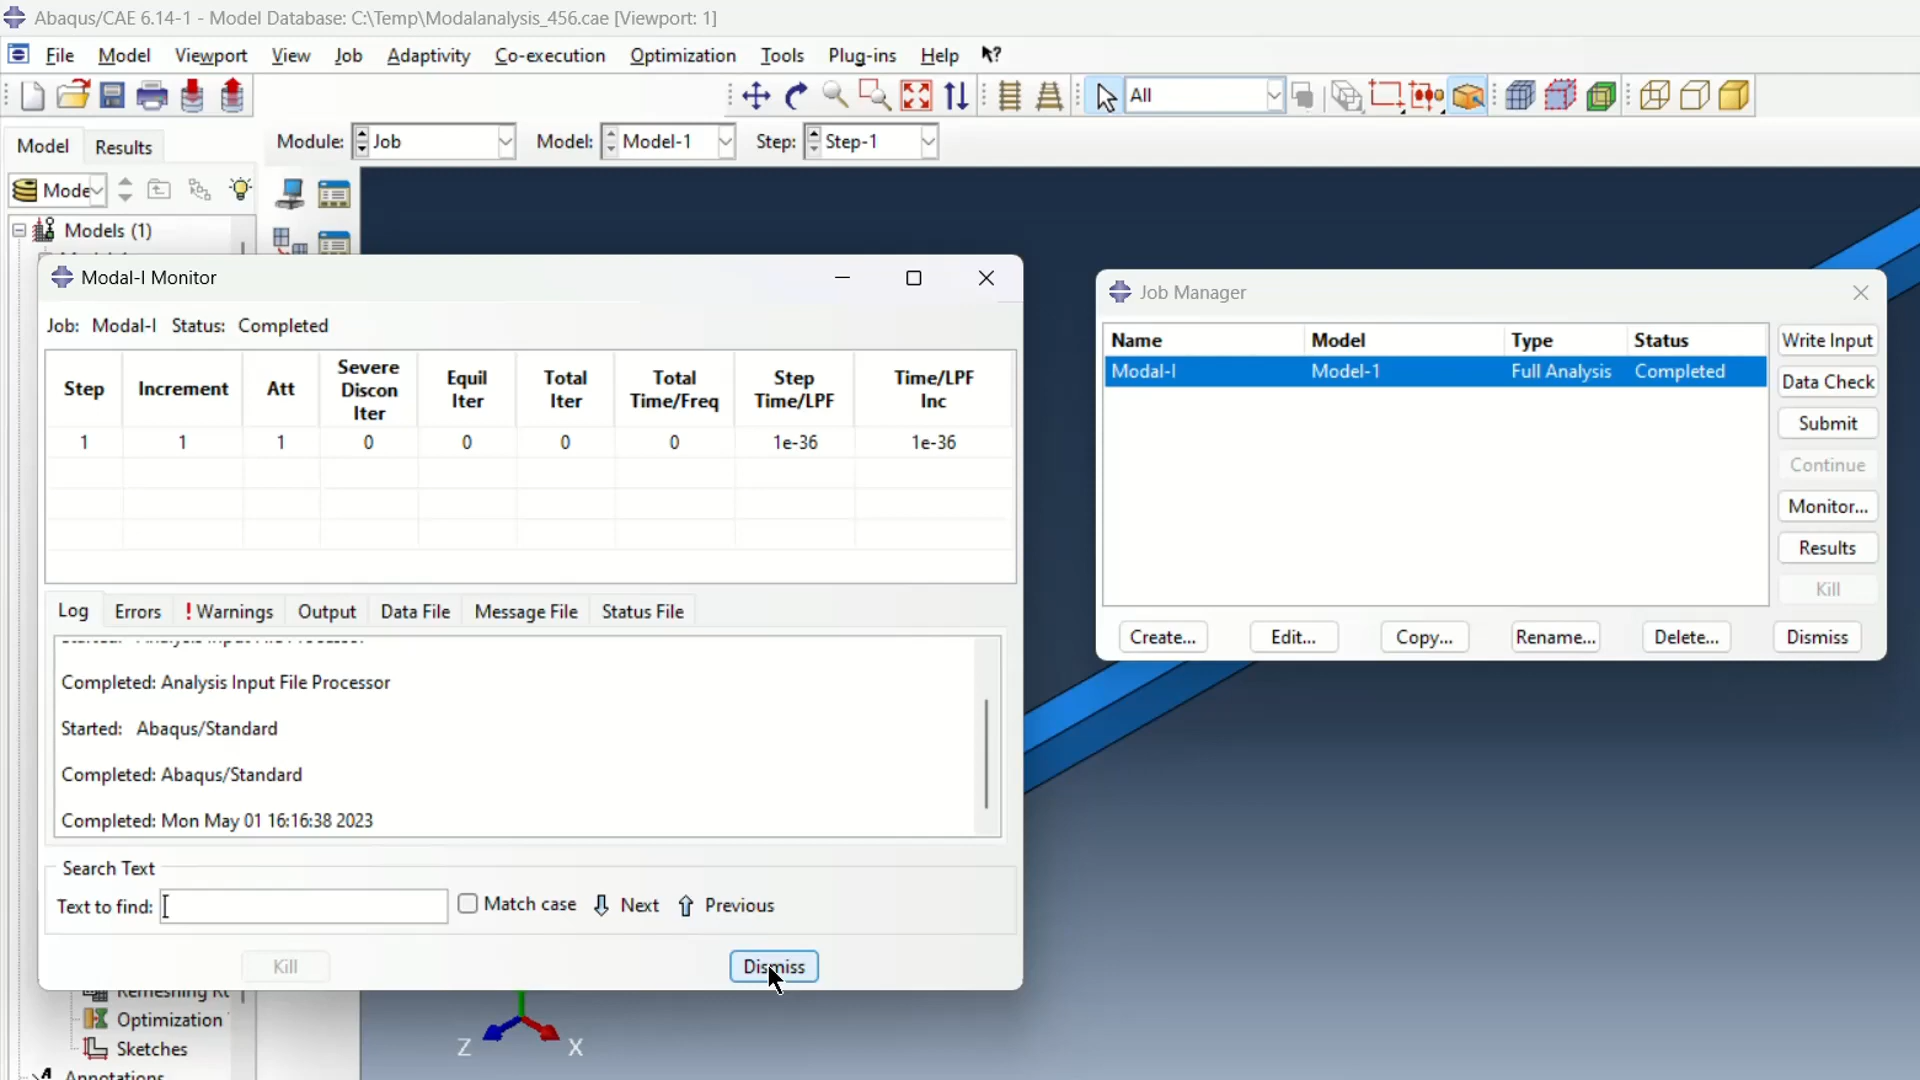 Abaqus/CAE 6.14-1 - Model Database: C:\Temp\Modalanalysis_456.cae [Viewport: 1]
File Model Viewport View Job Adaptivity Co-execution Optimization Tools Plug-ins Help
All
Model Results Module: Job Model: Model-1 Step: Step-1
Mode
Models (1)
Modal-I Monitor
Job: Modal-I Status: Completed
Step Increment Att Severe Discon Iter Equil Iter Total Iter Total Time/Freq Step Time/LPF Time/LPF Inc
1 1 1 0 0 0 0 1e-36 1e-36
Log Errors ! Warnings Output Data File Message File Status File
Completed: Analysis Input File Processor
Started: Abaqus/Standard
Completed: Abaqus/Standard
Completed: Mon May 01 16:16:38 2023
Search Text
Text to find: Match case Next Previous
Kill Dismiss
Job Manager
Name Model Type Status
Modal-I Model-1 Full Analysis Completed
Write Input
Data Check
Submit
Continue
Monitor...
Results
Kill
Create... Edit... Copy... Rename... Delete... Dismiss
Optimization
Sketches
Annotations
Z X